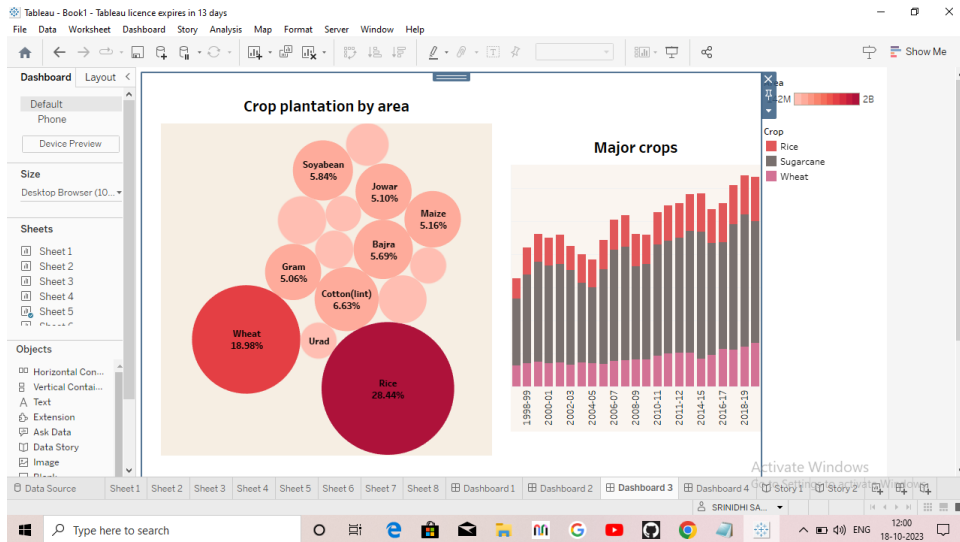 Tableau - Book1 - Tableau licence expires in 13 days
File Data Worksheet Dashboard Story Analysis Map Format Server Window Help
Show Me
Dashboard Layout
Default
Phone
Device Preview
Size
Desktop Browser (10...
Sheets
Sheet 1
Sheet 2
Sheet 3
Sheet 4
Sheet 5
Objects
Horizontal Con...
Vertical Contai...
Text
Extension
Ask Data
Data Story
Image
Crop plantation by area
Soyabean
5.84%
Jowar
5.10%
Maize
5.16%
Bajra
5.69%
Gram
5.06%
Cotton(lint)
6.63%
Wheat
18.98%
Urad
Rice
28.44%
Major crops
1998-99
2000-01
2002-03
2004-05
2006-07
2008-09
2010-11
2011-12
2014-15
2016-17
2018-19
2B
Crop
Rice
Sugarcane
Wheat
Activate Windows
Go to Settings to activate Windows.
Data Source Sheet 1 Sheet 2 Sheet 3 Sheet 4 Sheet 5 Sheet 6 Sheet 7 Sheet 8 Dashboard 1 Dashboard 2 Dashboard 3 Dashboard 4 Story 1 Story 2
SRINIDHI SA...
Type here to search
ENG
12:00
18-10-2023